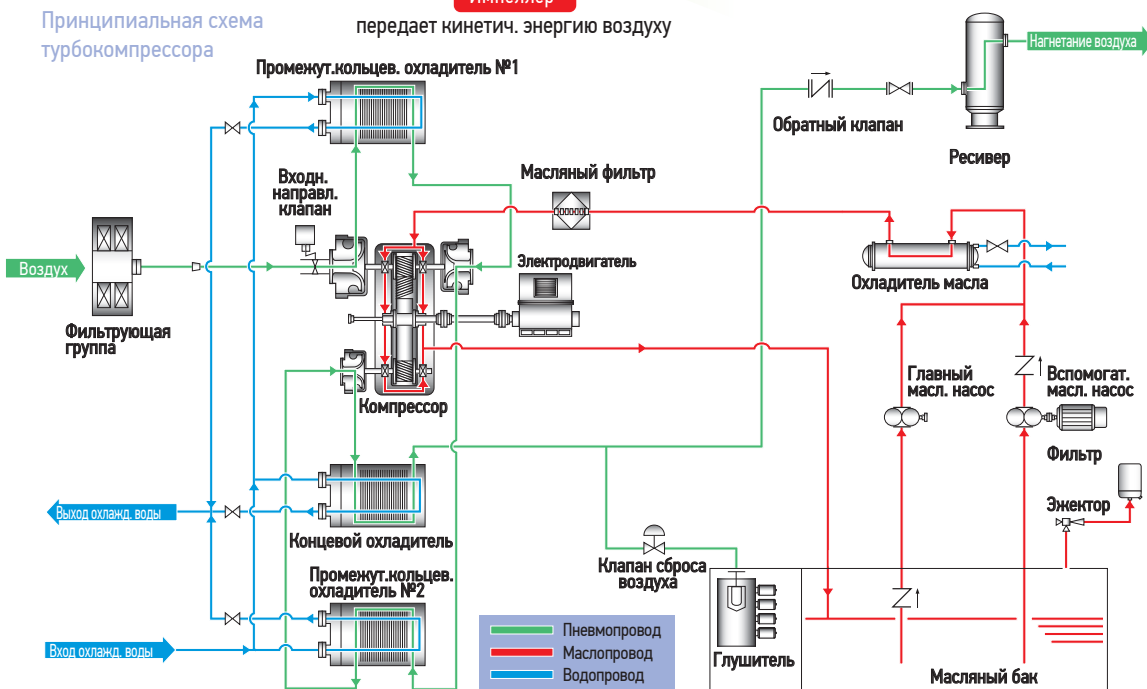 Импеллер
Принципиальная схема
турбокомпрессора
передает кинетич. энергию воздуху
Нагнетание воздуха
Промежут.кольцев. охладитель №1
Обратный клапан
Ресивер
Входн.
направл.
клапан
Масляный фильтр
Воздух
Электродвигатель
Охладитель масла
Фильтрующая
группа
Главный
масл. насос
Вспомогат.
масл. насос
Компрессор
Фильтр
Эжектор
Выход охлажд. воды
Концевой охладитель
Клапан сброса
воздуха
Промежут.кольцев.
охладитель №2
Пневмопровод
Маслопровод
Водопровод
Вход охлажд. воды
Глушитель
Масляный бак